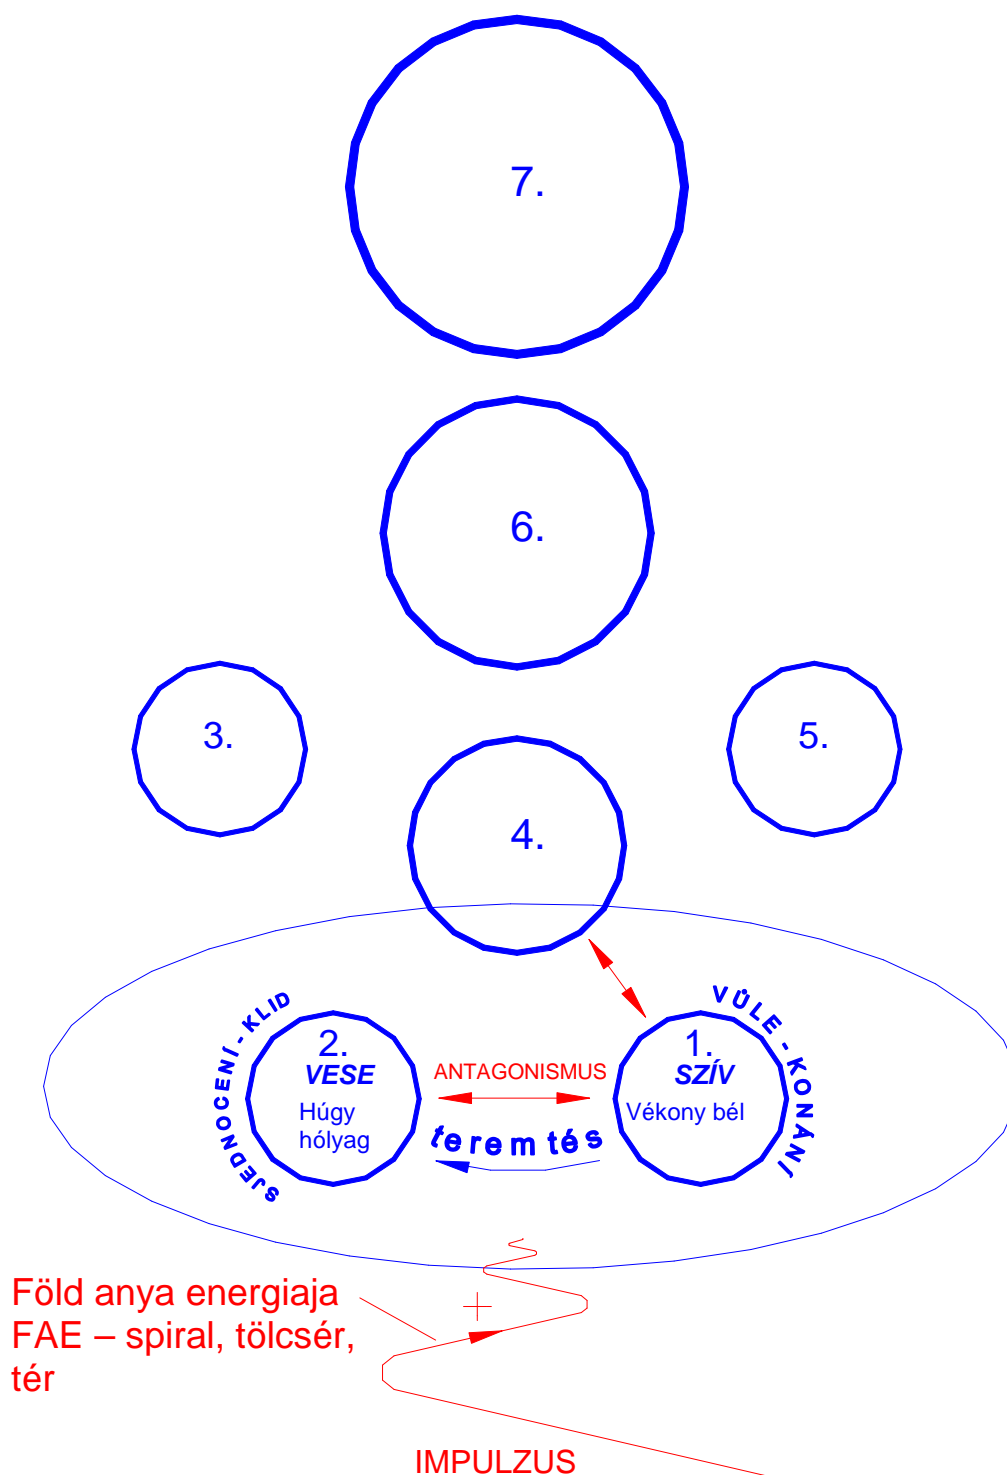 7.
6.
3.
5.
4.
SJEDNOCENÍ-KLID
VŮLE - KONÁNÍ
2.
VESE
Húgy
hólyag
ANTAGONISMUS
teremtés
1.
SZÍV
Vékony bél
Föld anya energiaja
FAE – spiral, tölcsér,
tér
+
IMPULZUS